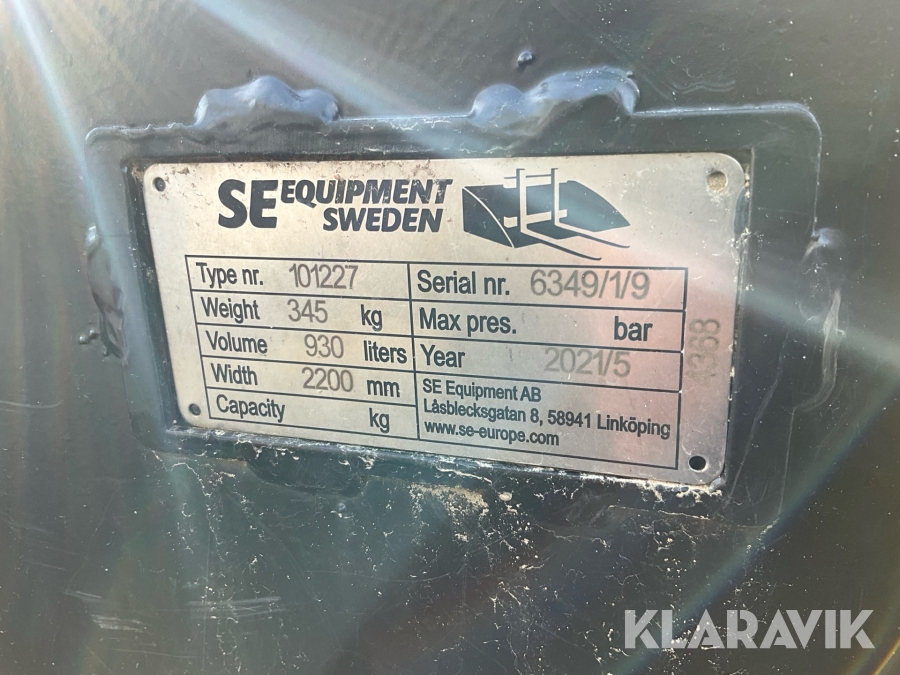 SE EQUIPMENT
SWEDEN
Type nr. 101227 Serial nr. 6349/1/9
Weight 345 kg Max pres. bar
Volume 930 liters Year 2021/5
Width 2200 mm SE Equipment AB
Capacity kg Låsblecksgatan 8, 58941 Linköping
www.se-europe.com
4368
KLARAVIK